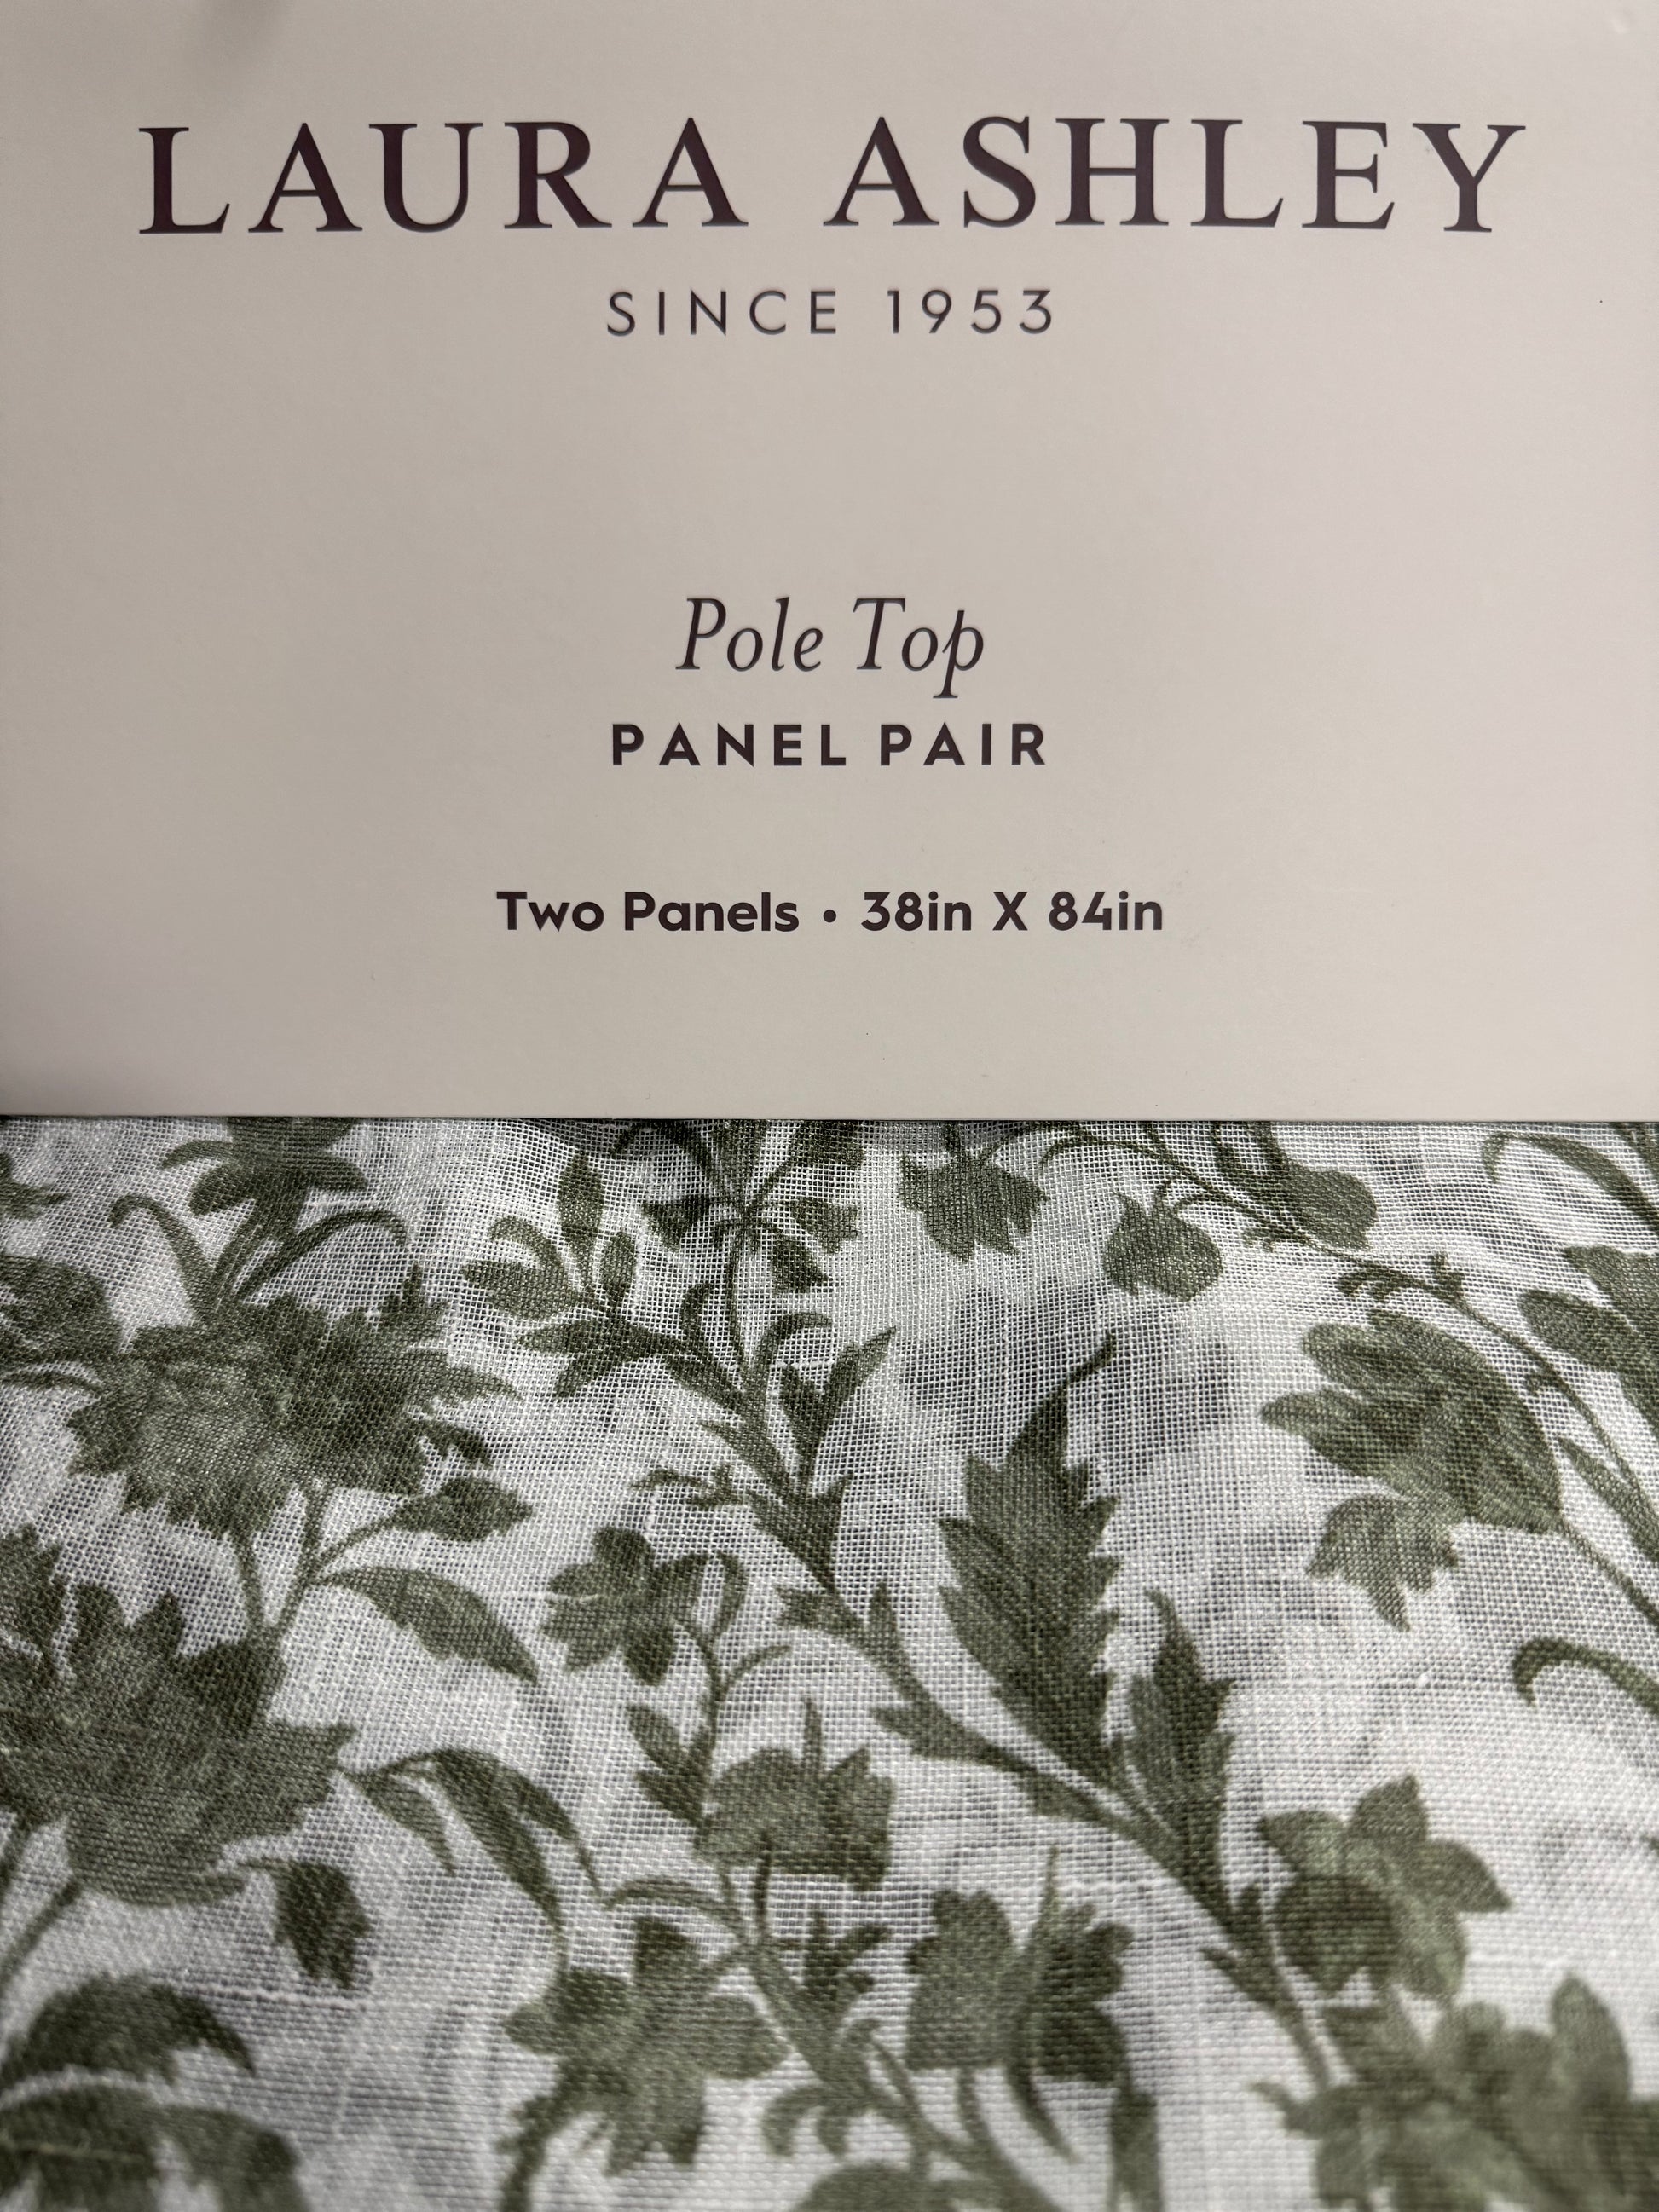 LAURA ASHLEY
SINCE 1953
Pole Top
PANEL PAIR
Two Panels • 38in X 84in